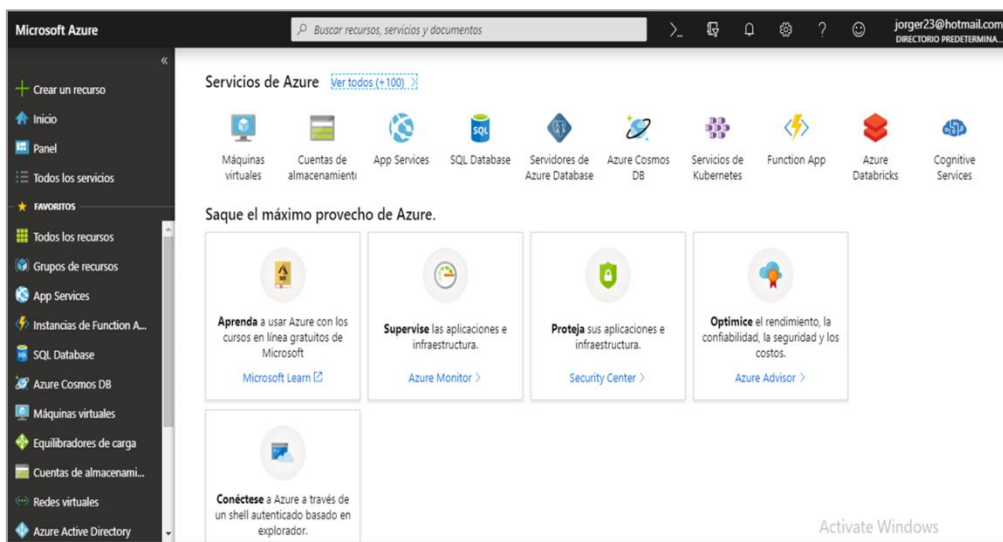 Microsoft Azure
Buscar recursos, servicios y documentos
jorger23@hotmail.com
DIRECTORIO PREDETERMINA...
Crear un recurso
Inicio
Panel
Todos los servicios
FAVORITOS
Todos los recursos
Grupos de recursos
App Services
Instancias de Function A...
SQL Database
Azure Cosmos DB
Máquinas virtuales
Equilibradores de carga
Cuentas de almacenami...
Redes virtuales
Azure Active Directory
Servicios de Azure
Ver todos (+100)
Máquinas
virtuales
Cuentas de
almacenamiento
App Services
SQL
SQL Database
Servidores de
Azure Database
Azure Cosmos
DB
Servicios de
Kubernetes
Function App
Azure
Databricks
Cognitive
Services
Saque el máximo provecho de Azure.
Aprenda a usar Azure con los
cursos en línea gratuitos de
Microsoft
Microsoft Learn
Supervise las aplicaciones e
infraestructura.
Azure Monitor
Proteja sus aplicaciones e
infraestructura.
Security Center
Optimice el rendimiento, la
confiabilidad, la seguridad y los
costos.
Azure Advisor
Conéctese a Azure a través de
un shell autenticado basado en
explorador.
Activate Windows